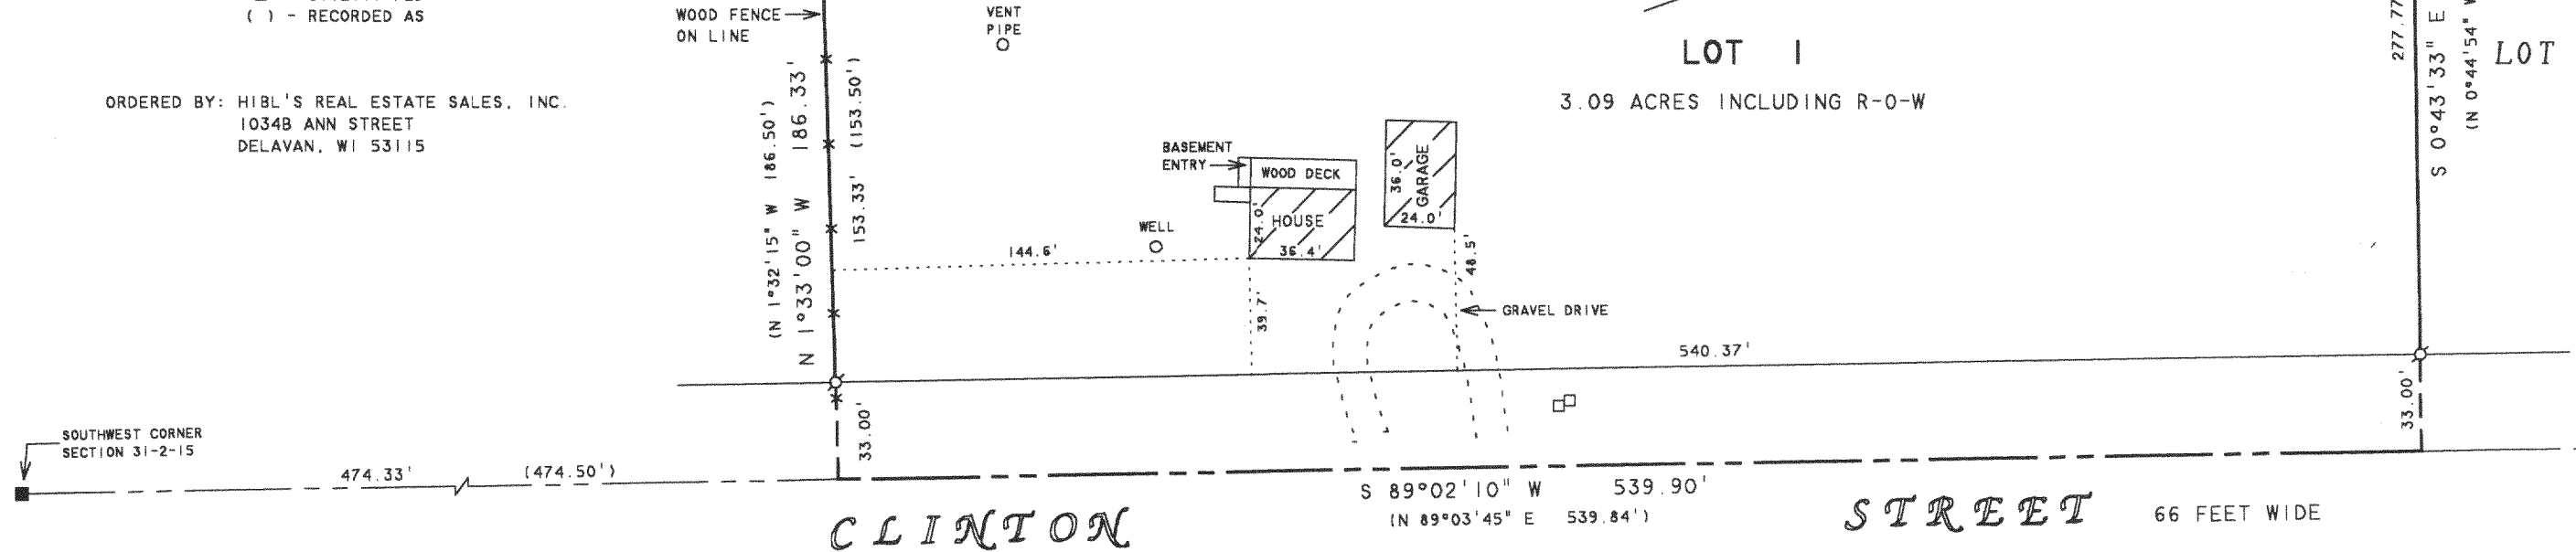 ( ) - RECORDED AS
ORDERED BY: HIBL'S REAL ESTATE SALES, INC.
1034B ANN STREET
DELAVAN, WI 53115
WOOD FENCE
ON LINE
VENT
PIPE
(N 1°32'15" W 186.50')
N 1°33'00" W 186.33'
153.33' (153.50')
LOT 1
3.09 ACRES INCLUDING R-O-W
277.77
S 0°43'33" E
(N 0°44'54" W
LOT
BASEMENT
ENTRY
WOOD DECK
HOUSE
24.0'
36.4'
36.0'
GARAGE
24.0'
WELL
144.6'
39.7'
48.5'
GRAVEL DRIVE
540.37'
33.00'
33.00'
SOUTHWEST CORNER
SECTION 31-2-15
474.33' (474.50')
S 89°02'10" W 539.90'
(N 89°03'45" E 539.84')
CLINTON STREET 66 FEET WIDE